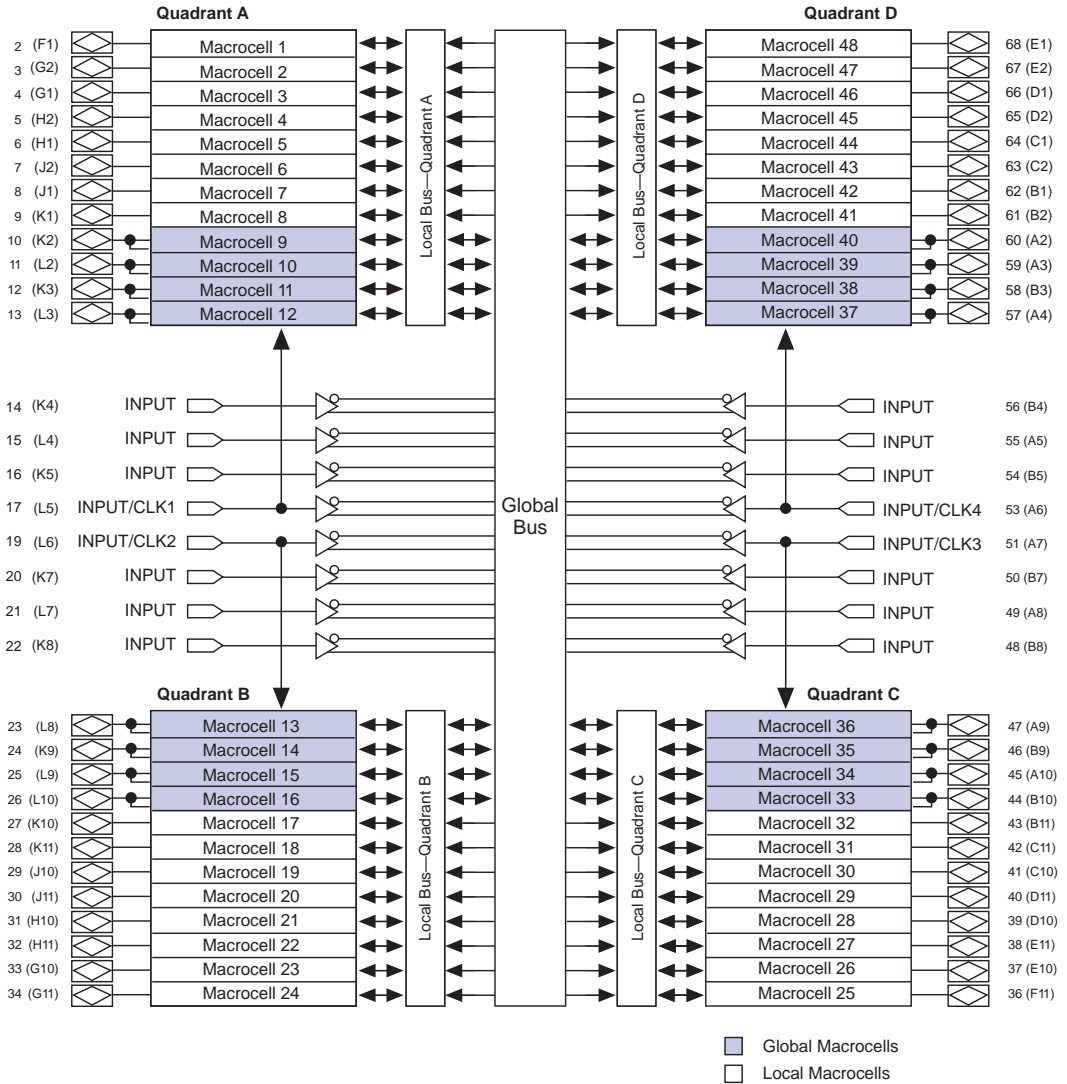 Quadrant A Quadrant D
2 (F1) Macrocell 1 Macrocell 48 68 (E1)
3 (G2) Macrocell 2 Macrocell 47 67 (E2)
4 (G1) Macrocell 3 Macrocell 46 66 (D1)
5 (H2) Macrocell 4 Macrocell 45 65 (D2)
6 (H1) Macrocell 5 Macrocell 44 64 (C1)
7 (J2) Macrocell 6 Macrocell 43 63 (C2)
8 (J1) Macrocell 7 Macrocell 42 62 (B1)
9 (K1) Macrocell 8 Macrocell 41 61 (B2)
10 (K2) Macrocell 9 Macrocell 40 60 (A2)
11 (L2) Macrocell 10 Macrocell 39 59 (A3)
12 (K3) Macrocell 11 Macrocell 38 58 (B3)
13 (L3) Macrocell 12 Macrocell 37 57 (A4)
Local Bus—Quadrant A
Local Bus—Quadrant D
14 (K4) INPUT INPUT 56 (B4)
15 (L4) INPUT INPUT 55 (A5)
16 (K5) INPUT INPUT 54 (B5)
17 (L5) INPUT/CLK1 INPUT/CLK4 53 (A6)
Global
Bus
19 (L6) INPUT/CLK2 INPUT/CLK3 51 (A7)
20 (K7) INPUT INPUT 50 (B7)
21 (L7) INPUT INPUT 49 (A8)
22 (K8) INPUT INPUT 48 (B8)
Quadrant B Quadrant C
23 (L8) Macrocell 13 Macrocell 36 47 (A9)
24 (K9) Macrocell 14 Macrocell 35 46 (B9)
25 (L9) Macrocell 15 Macrocell 34 45 (A10)
26 (L10) Macrocell 16 Macrocell 33 44 (B10)
27 (K10) Macrocell 17 Macrocell 32 43 (B11)
28 (K11) Macrocell 18 Macrocell 31 42 (C11)
29 (J10) Macrocell 19 Macrocell 30 41 (C10)
30 (J11) Macrocell 20 Macrocell 29 40 (D11)
31 (H10) Macrocell 21 Macrocell 28 39 (D10)
32 (H11) Macrocell 22 Macrocell 27 38 (E11)
33 (G10) Macrocell 23 Macrocell 26 37 (E10)
34 (G11) Macrocell 24 Macrocell 25 36 (F11)
Local Bus—Quadrant B
Local Bus—Quadrant C
Global Macrocells
Local Macrocells